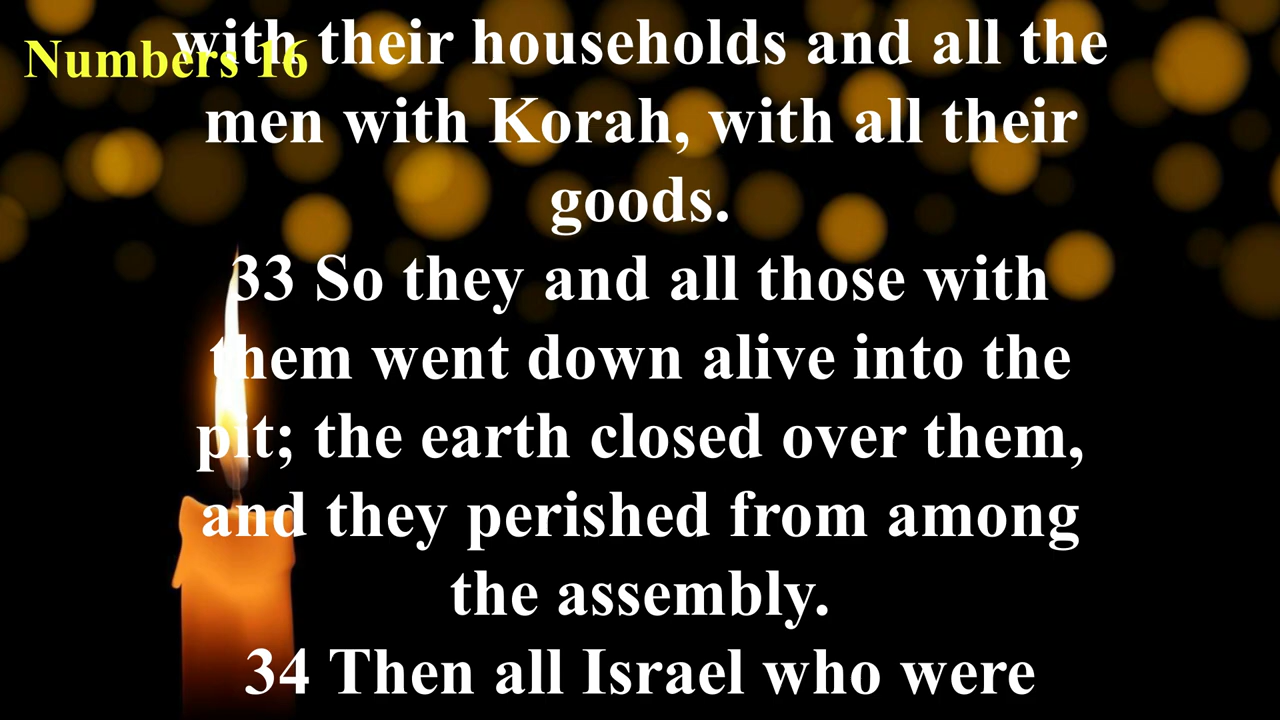 Numbers 16
with their households and all the
men with Korah, with all their
goods.
33 So they and all those with
them went down alive into the
pit; the earth closed over them,
and they perished from among
the assembly.
34 Then all Israel who were